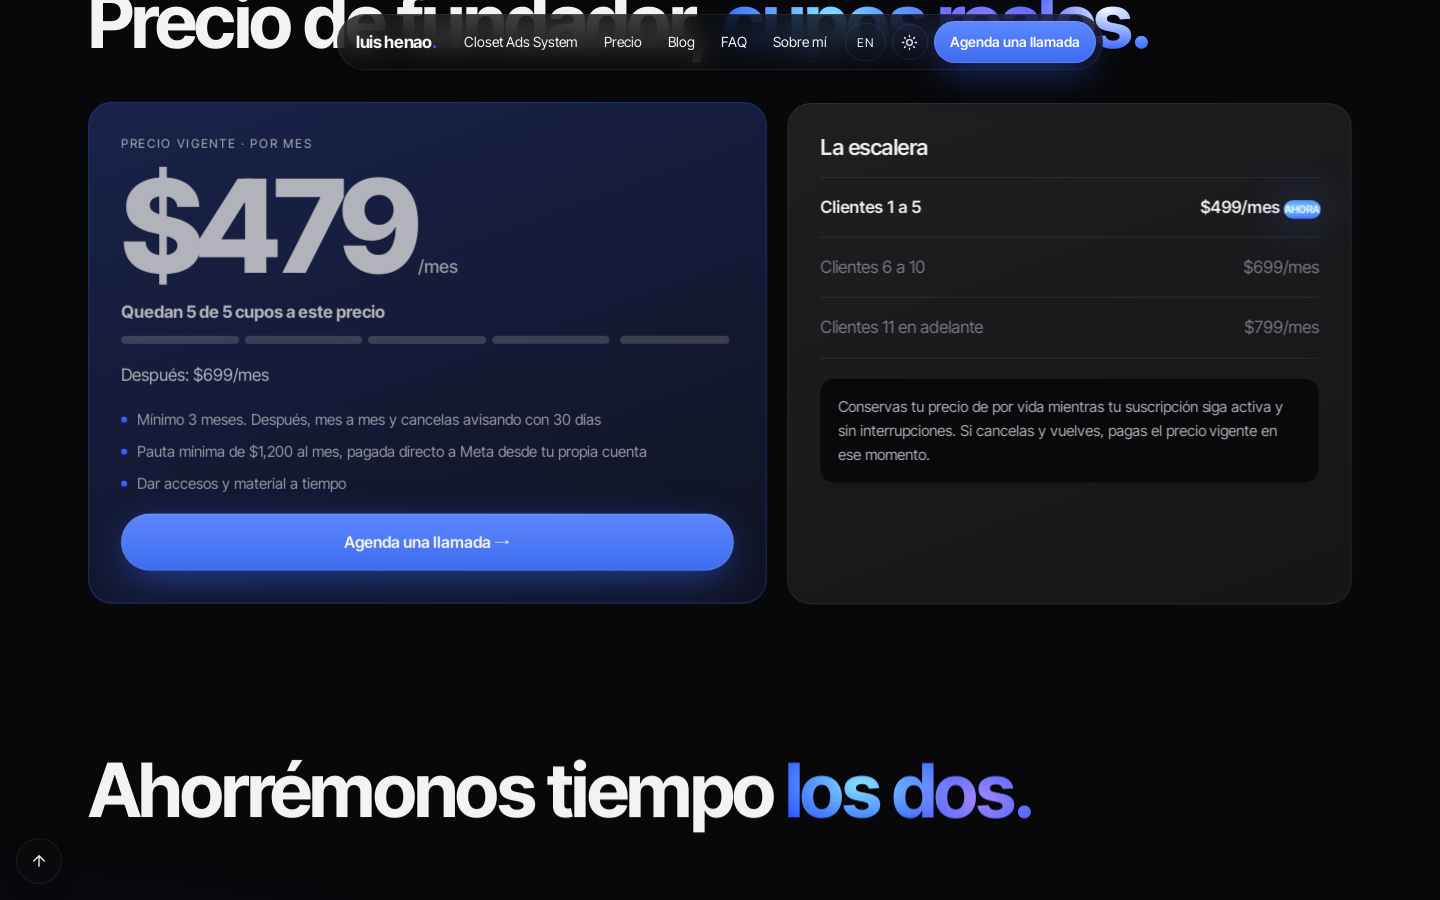 Precio de fundador, cupos reales.
luis henao.
Closet Ads System
Precio
Blog
FAQ
Sobre mí
EN
Agenda una llamada
PRECIO VIGENTE · POR MES
$479/mes
Quedan 5 de 5 cupos a este precio
Después: $699/mes
Mínimo 3 meses. Después, mes a mes y cancelas avisando con 30 días
Pauta mínima de $1,200 al mes, pagada directo a Meta desde tu propia cuenta
Dar accesos y material a tiempo
Agenda una llamada →
La escalera
Clientes 1 a 5 $499/mes AHORA
Clientes 6 a 10 $699/mes
Clientes 11 en adelante $799/mes
Conservas tu precio de por vida mientras tu suscripción siga activa y
sin interrupciones. Si cancelas y vuelves, pagas el precio vigente en
ese momento.
Ahorrémonos tiempo los dos.